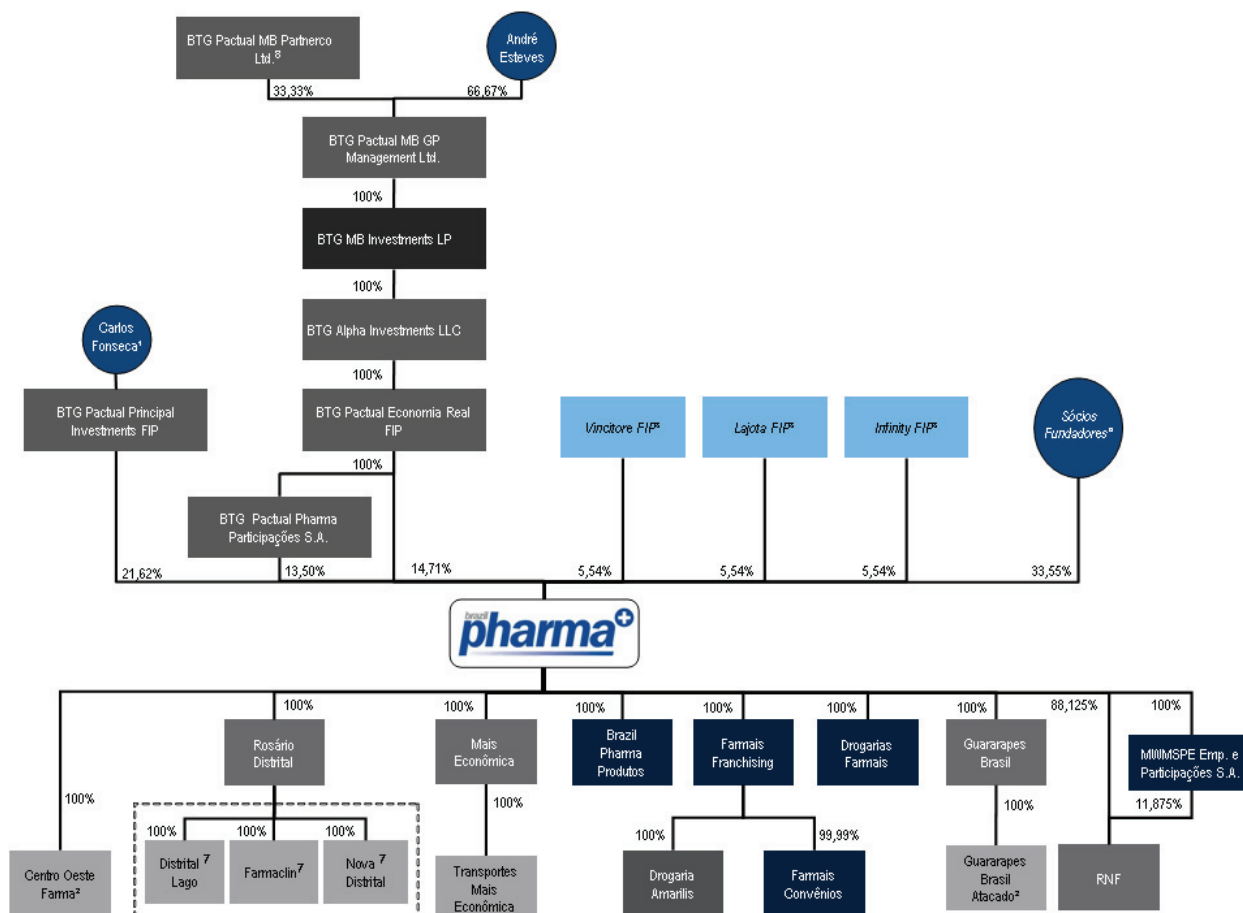 BTG Pactual MB Partnerco
Ltd.⁸
André
Esteves
33,33%
66,67%
BTG Pactual MB GP
Management Ltd.
100%
BTG MB Investments LP
100%
BTG Alpha Investments LLC
Carlos
Fonseca¹
100%
BTG Pactual Principal
Investments FIP
BTG Pactual Economia Real
FIP
Vincitore FIP
Lajota FIP
Infinity FIP
Sócios
Fundadores
100%
BTG Pactual Pharma
Participações S.A.
21,62%
13,50%
14,71%
5,54%
5,54%
5,54%
33,55%
brazil
pharma+
100%
100%
100%
100%
100%
100%
88,125%
100%
Rosário
Distrital
Mais
Econômica
Brazil
Pharma
Produtos
Farmais
Franchising
Drogarias
Farmais
Guararapes
Brasil
MWMSPE Emp. e
Participações S.A.
100%
100%
100%
11,875%
100%
100%
100%
100%
99,99%
Centro Oeste
Farma²
Distrital ⁷
Lago
Farmaclin⁷
Nova ⁷
Distrital
Transportes
Mais
Econômica
Drogaria
Amarilis
Farmais
Convênios
Guararapes
Brasil
Atacado²
RNF